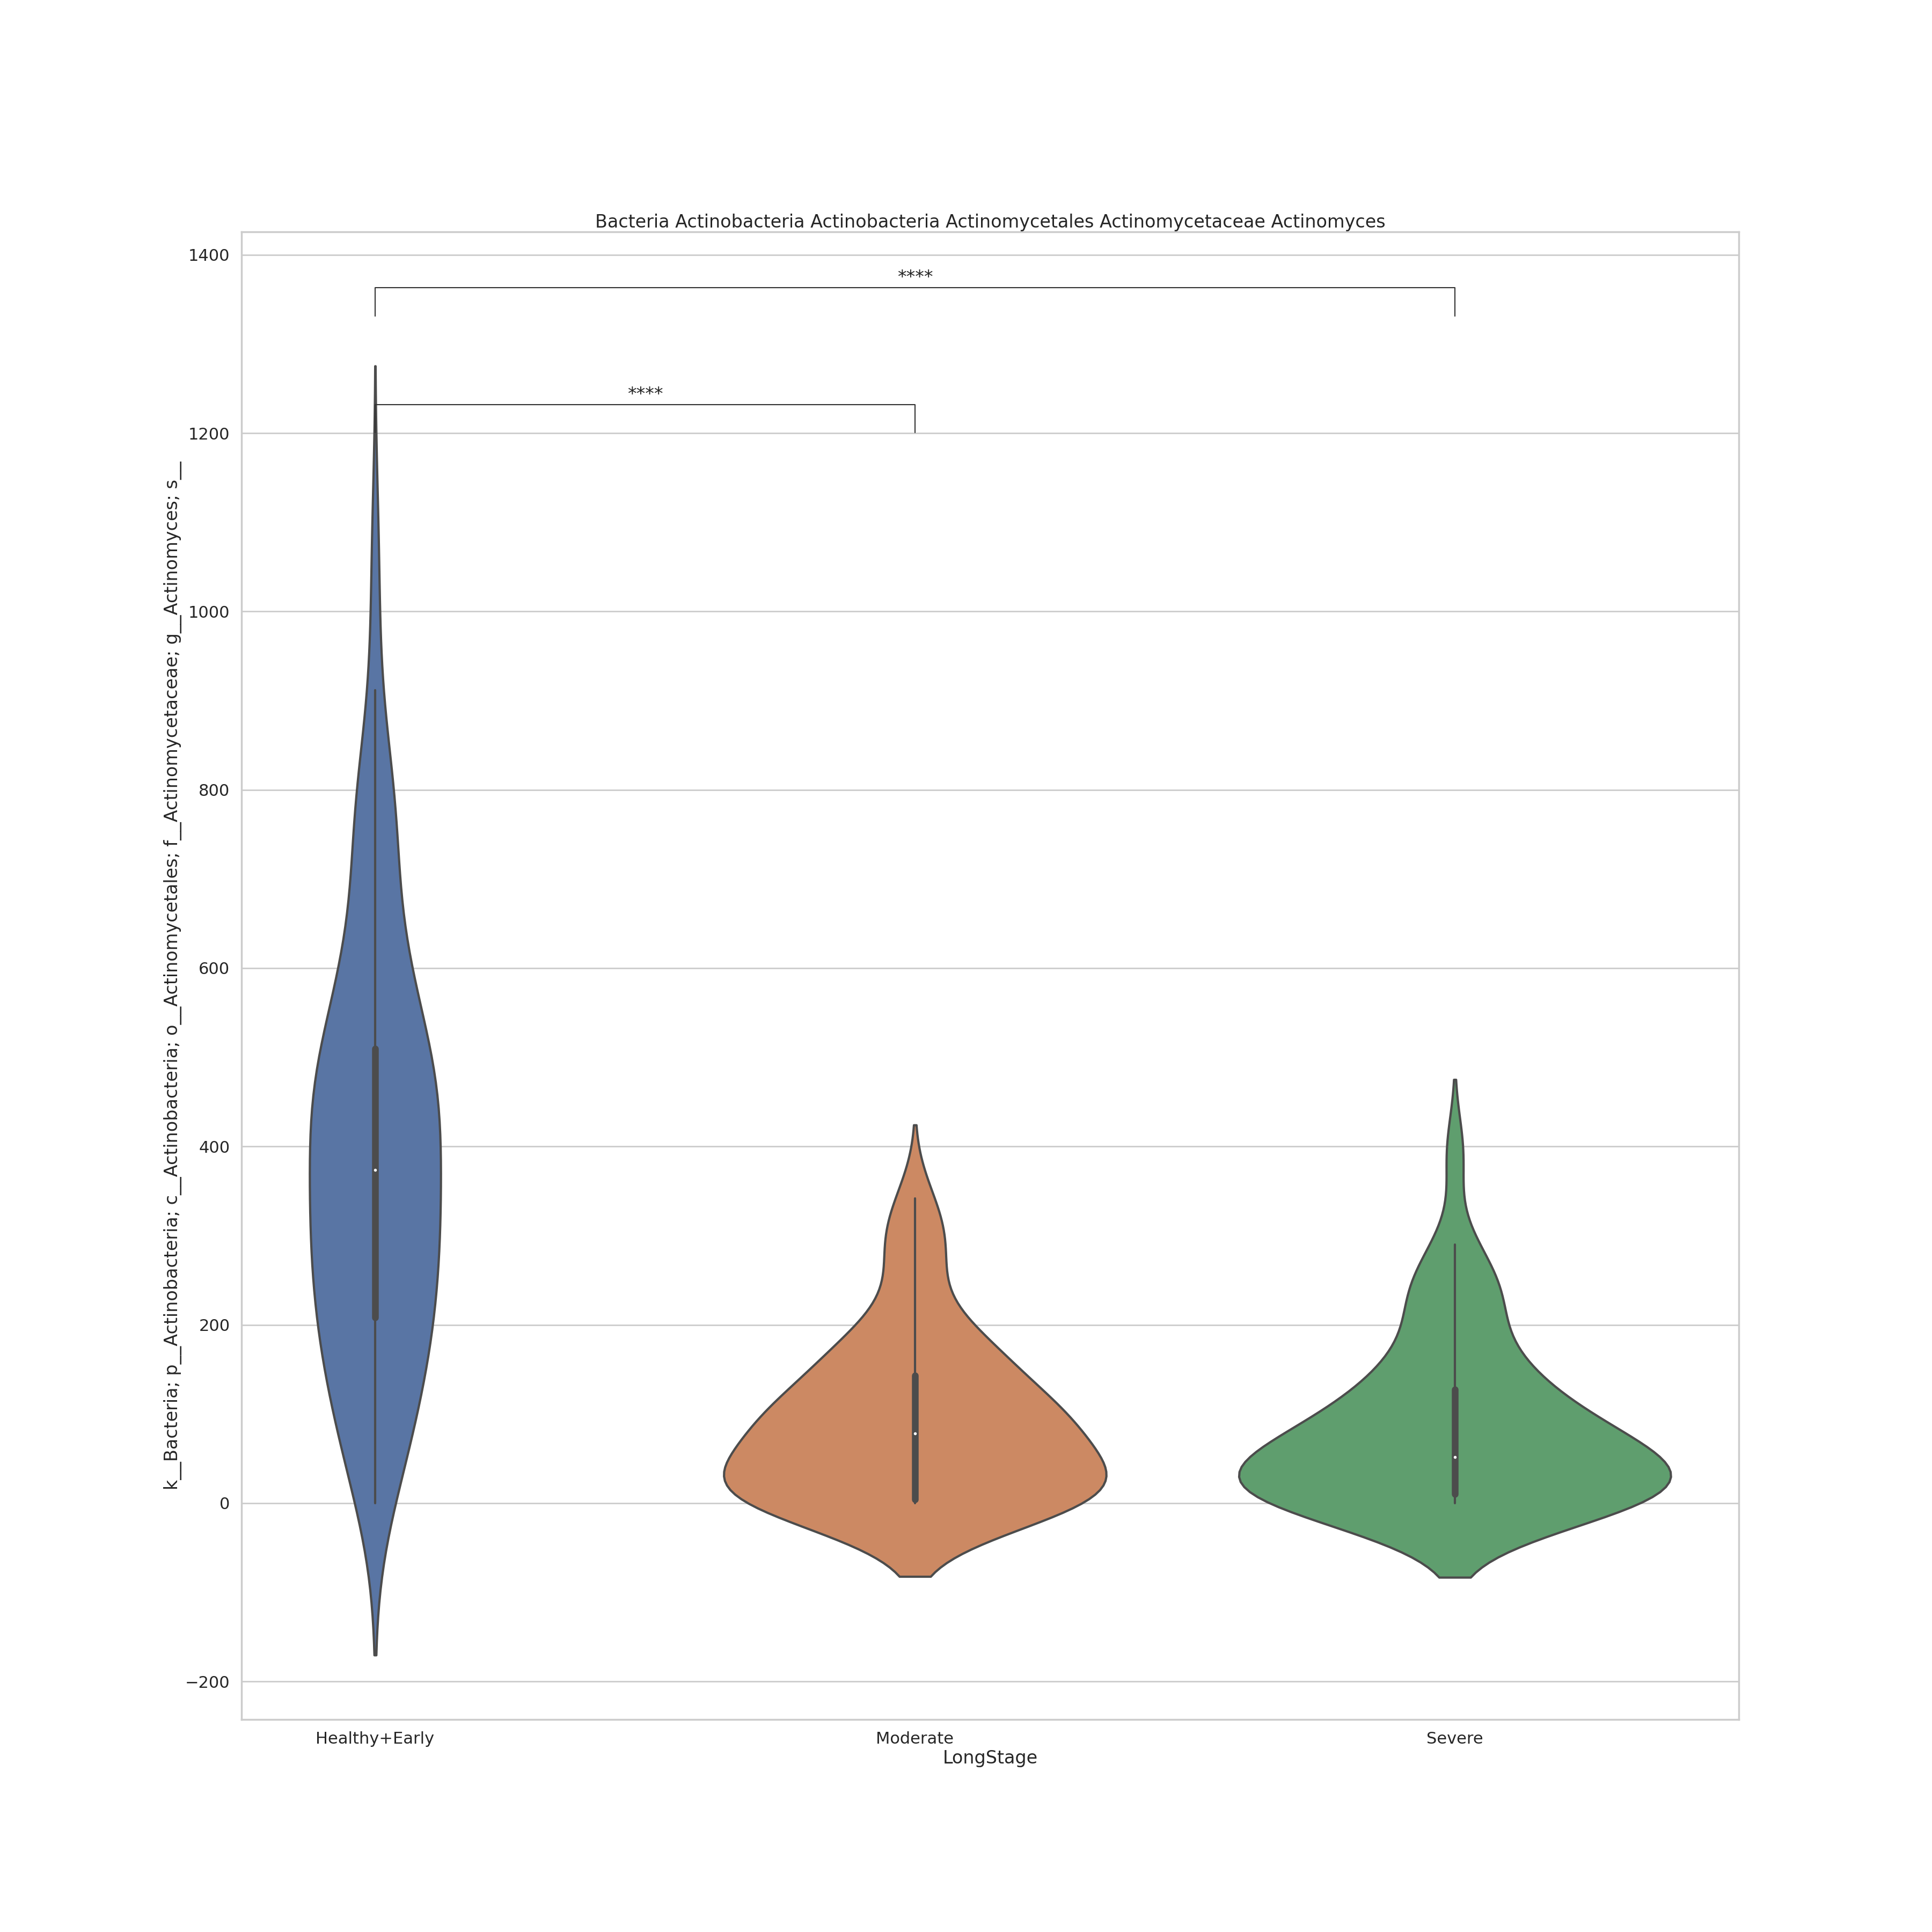 Bacteria Actinobacteria Actinobacteria Actinomycetales Actinomycetaceae Actinomyces
k__Bacteria; p__Actinobacteria; c__Actinobacteria; o__Actinomycetales; f__Actinomycetaceae; g__Actinomyces; s__
1400
1200
1000
800
600
400
200
0
−200
****
****
Healthy+Early
Moderate
Severe
LongStage